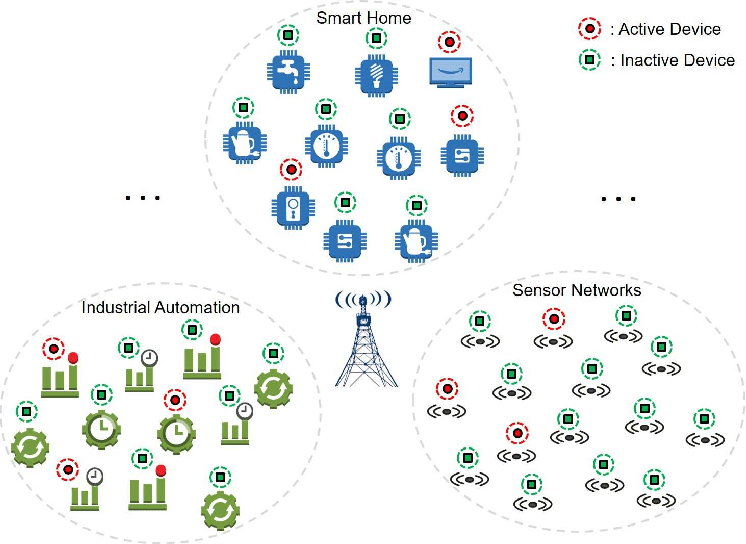 Smart Home
: Active Device
: Inactive Device
. . .
. . .
Industrial Automation
Sensor Networks